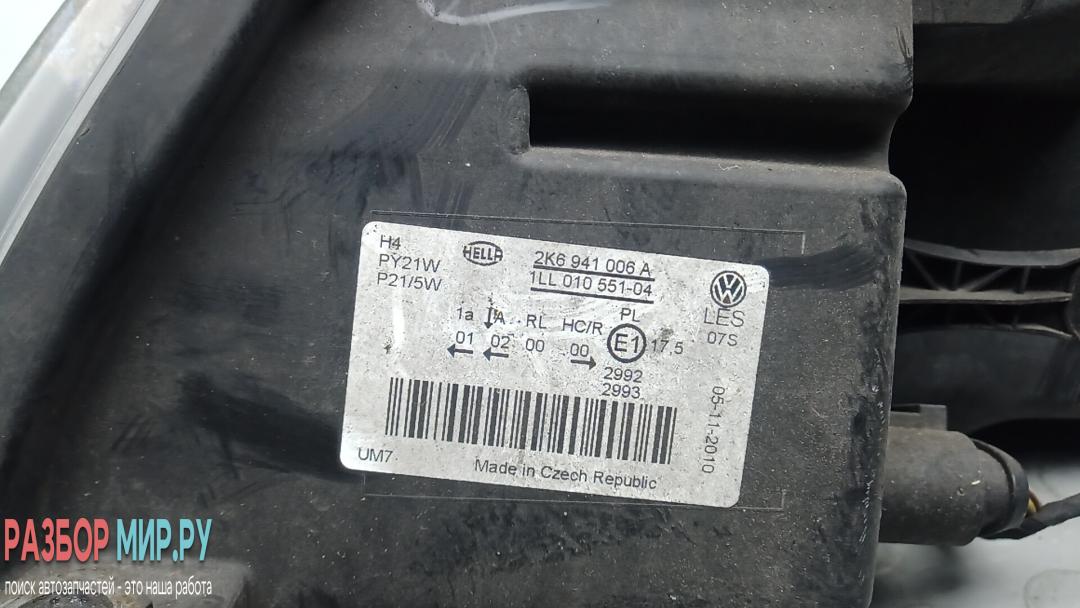 H4
PY21W
P21/5W
HELLA
2K6 941 006 A
1LL 010 551-04
1a A RL HC/R PL
01 02 00 00 E1 17.5
2992
2993
VW
LES
07S
05-11-2010
UM7
Made in Czech Republic
РАЗБОР МИР.РУ
поиск автозапчастей - это наша работа